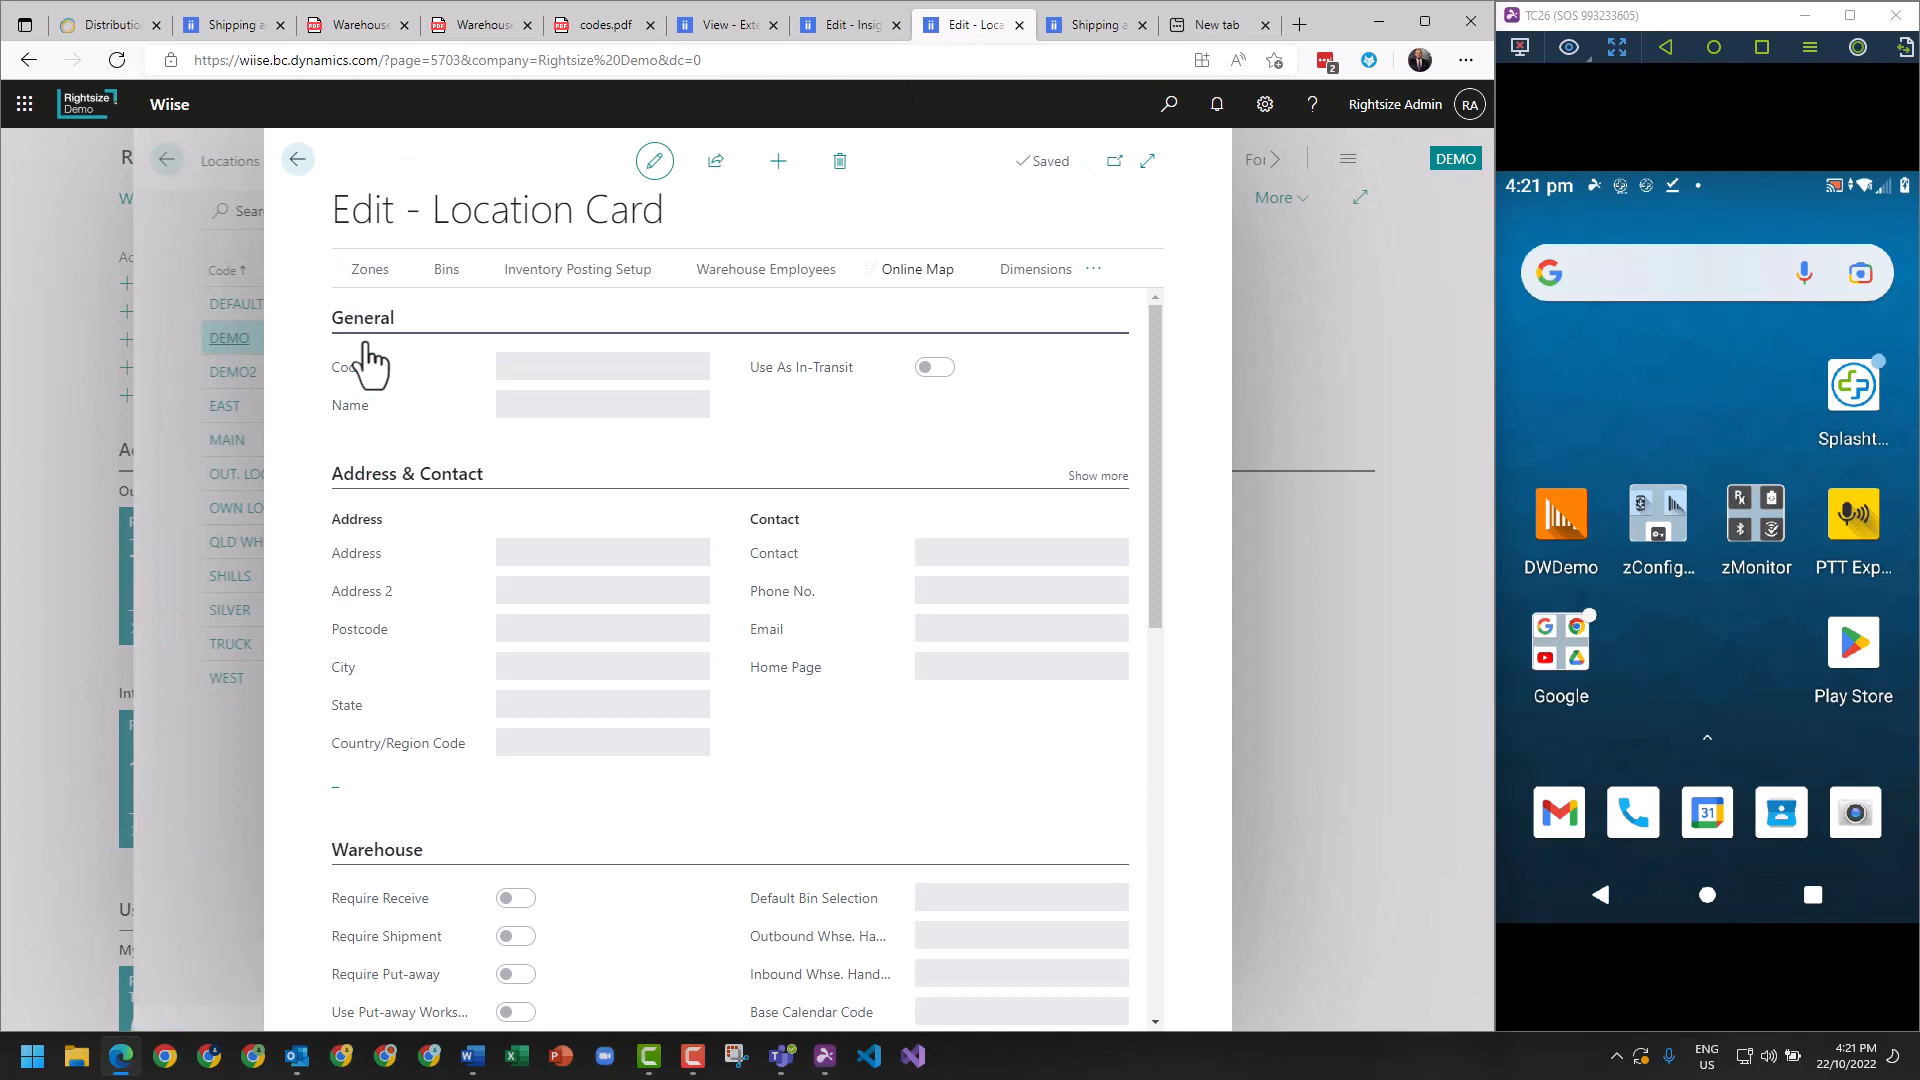 Distributio
Shipping a
Warehouse
Warehouse
codes.pdf
View - Exte
Edit - Insig
Edit - Loca
Shipping a
New tab
TC26 (SOS 993233605)
https://wiise.bc.dynamics.com/?page=5703&company=Rightsize%20Demo&dc=0
2
Rightsize
Demo
Wiise
Rightsize Admin
RA
Locations
Saved
DEMO
More
Edit - Location Card
Zones
Bins
Inventory Posting Setup
Warehouse Employees
Online Map
Dimensions
Code
DEFAULT
DEMO
DEMO2
EAST
MAIN
OUT. LO
OWN LO
QLD WH
SHILLS
SILVER
TRUCK
WEST
General
Name
Use As In-Transit
Address & Contact
Show more
Address
Address
Address 2
Postcode
City
State
Country/Region Code
Contact
Contact
Phone No.
Email
Home Page
Warehouse
Require Receive
Require Shipment
Require Put-away
Use Put-away Works...
Default Bin Selection
Outbound Whse. Ha...
Inbound Whse. Hand...
Base Calendar Code
4:21 pm
Splasht...
DWDemo
zConfig...
zMonitor
PTT Exp...
Google
Play Store
31
ENG
US
4:21 PM
22/10/2022